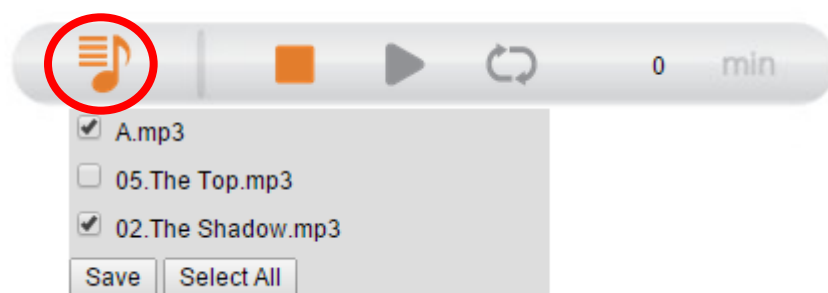 0 min
A.mp3
05.The Top.mp3
02.The Shadow.mp3
Save Select All